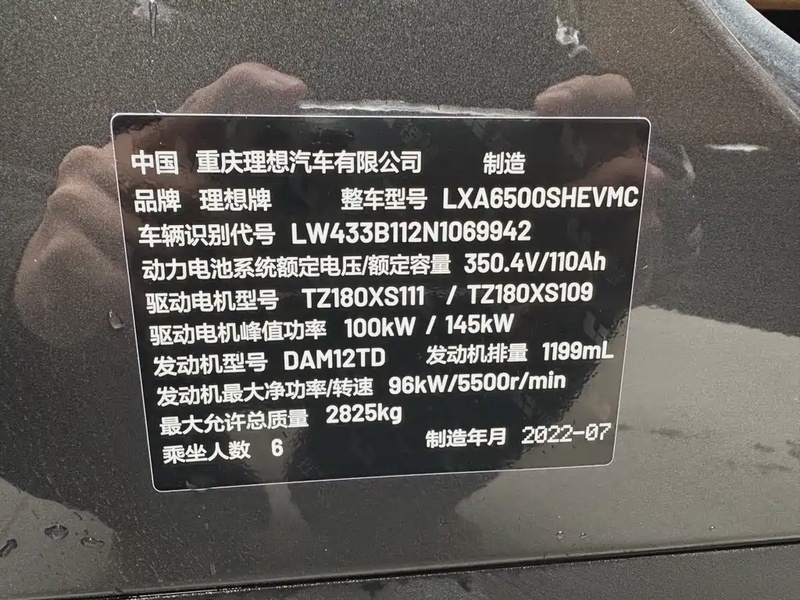 中国 重庆理想汽车有限公司 制造
品牌 理想牌 整车型号 LXA6500SHEVMC
车辆识别代号 LW433B112N1069942
动力电池系统额定电压/额定容量 350.4V/110Ah
驱动电机型号 TZ180XS111 / TZ180XS109
驱动电机峰值功率 100kW / 145kW
发动机型号 DAM12TD 发动机排量 1199mL
发动机最大净功率/转速 96kW/5500r/min
最大允许总质量 2825kg
乘坐人数 6 制造年月 2022-07